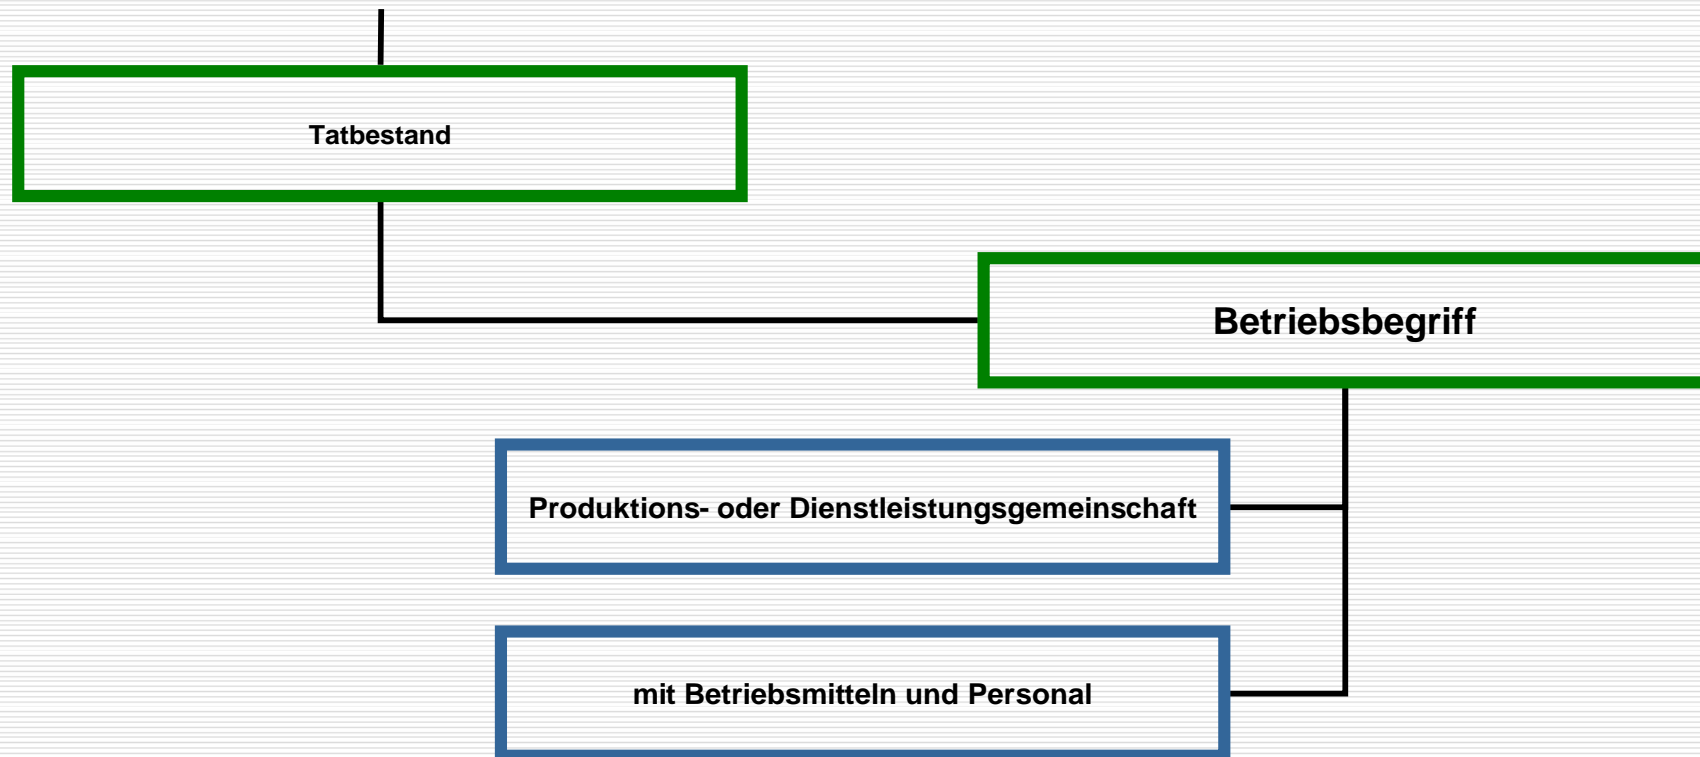 Tatbestand
Betriebsbegriff
Produktions- oder Dienstleistungsgemeinschaft
mit Betriebsmitteln und Personal